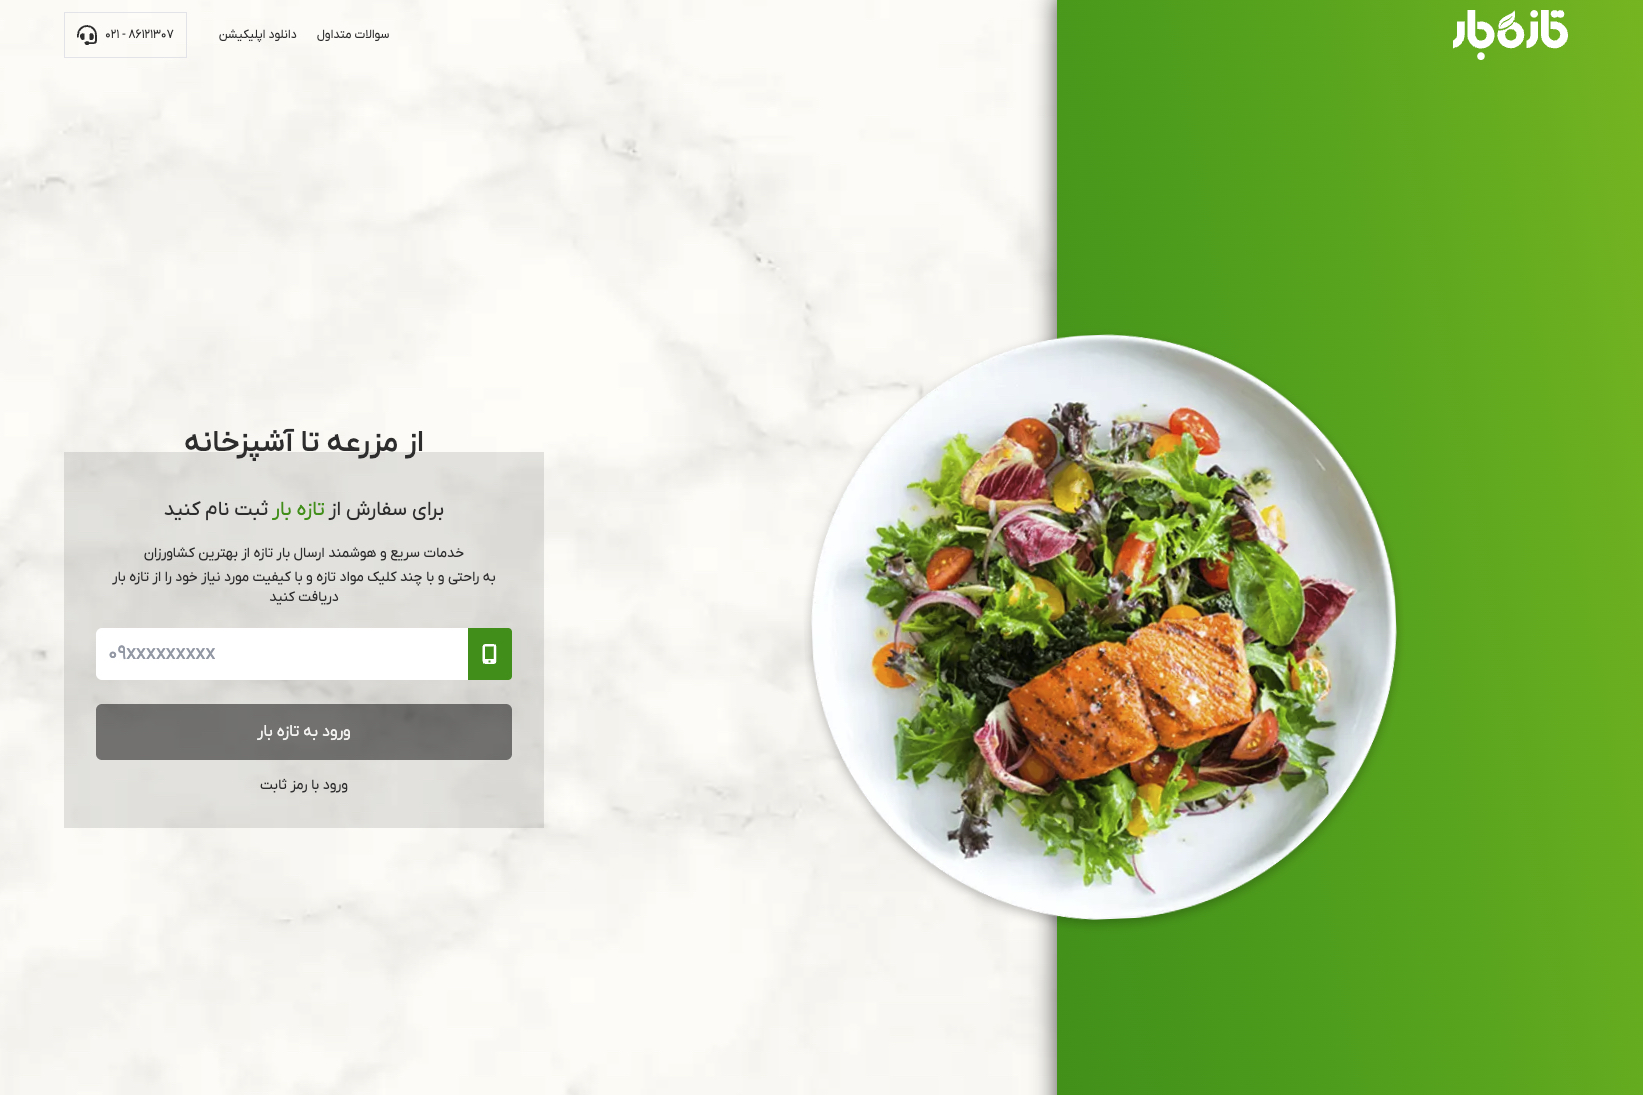 تازه بار
سوالات متداول
دانلود اپلیکیشن
۰۲۱ - ۸۶۱۲۱۳۰۷
از مزرعه تا آشپزخانه
برای سفارش از تازه بار ثبت نام کنید
خدمات سریع و هوشمند ارسال بار تازه از بهترین کشاورزان
به راحتی و با چند کلیک مواد تازه و با کیفیت مورد نیاز خود را از تازه بار
دریافت کنید
۰۹xxxxxxxxx
ورود به تازه بار
ورود با رمز ثابت